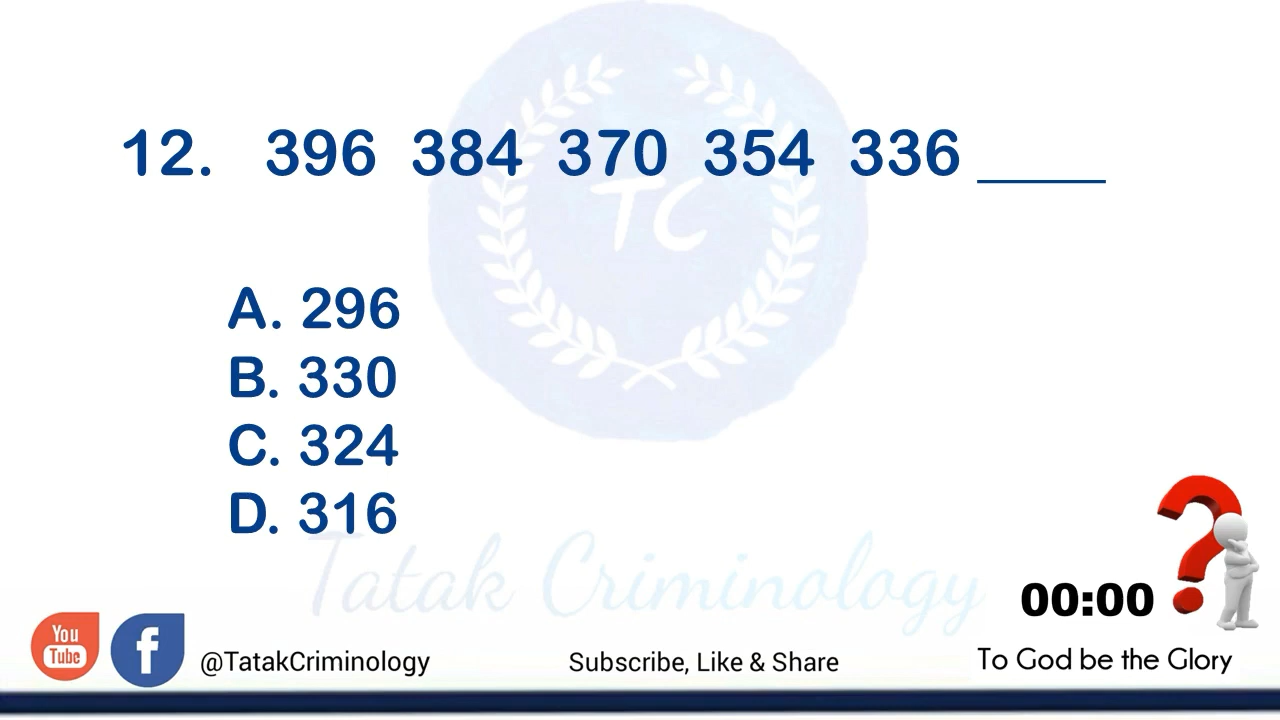 12. 396 384 370 354 336 ____
TC
A. 296
B. 330
C. 324
D. 316
Tatak Criminology
00:00
You
Tube
f
@TatakCriminology
Subscribe, Like & Share
To God be the Glory